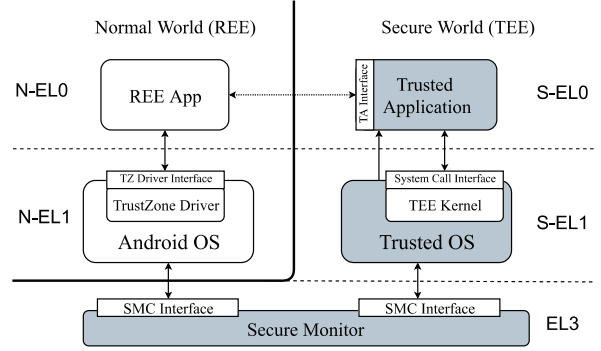 Normal World (REE)
Secure World (TEE)
N-EL0
REE App
TA Interface
Trusted
Application
S-EL0
TZ Driver Interface
TrustZone Driver
Android OS
N-EL1
System Call Interface
TEE Kernel
Trusted OS
S-EL1
SMC Interface
SMC Interface
Secure Monitor
EL3